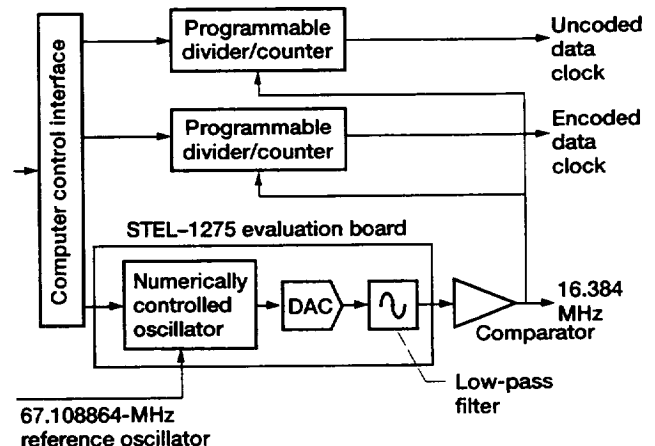 Computer control interface
Programmable
divider/counter
Uncoded
data
clock
Programmable
divider/counter
Encoded
data
clock
STEL–1275 evaluation board
Numerically
controlled
oscillator
DAC
16.384
MHz
Comparator
Low-pass
filter
67.108864-MHz
reference oscillator